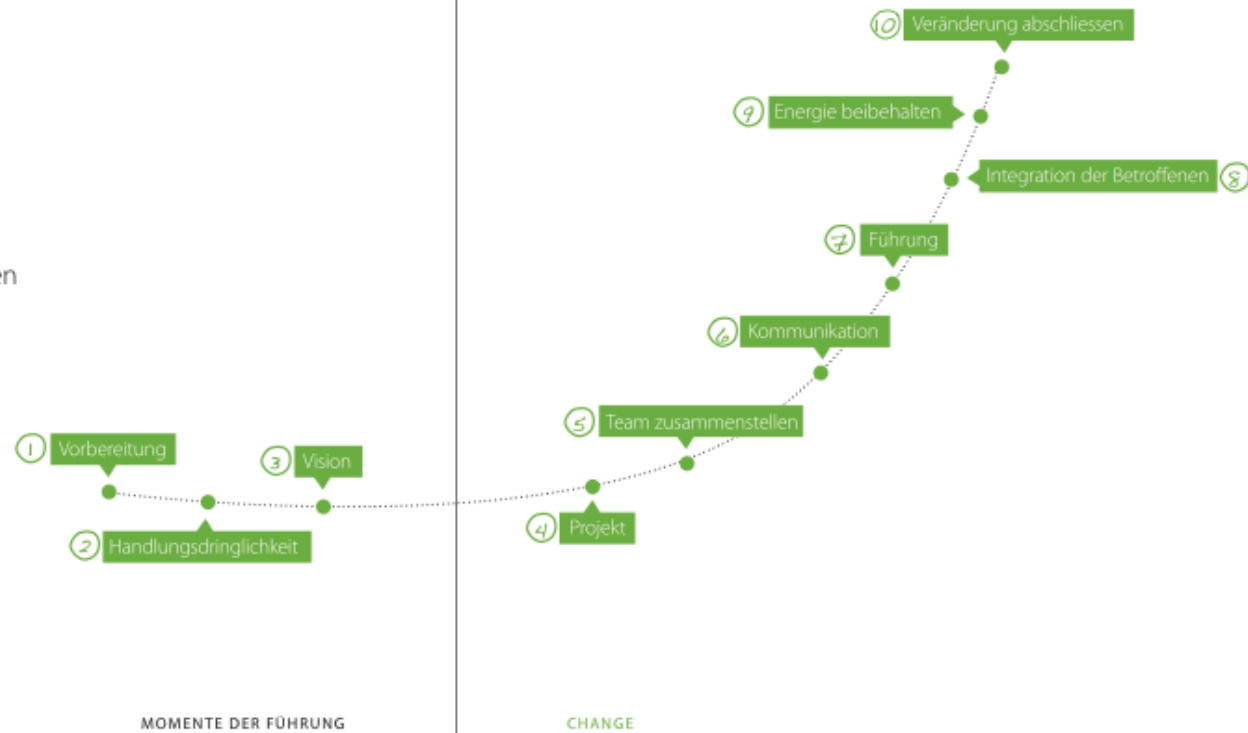 10 Veränderung abschliessen
9 Energie beibehalten
Integration der Betroffenen 8
7 Führung
en
6 Kommunikation
5 Team zusammenstellen
1 Vorbereitung
3 Vision
4 Projekt
2 Handlungsdringlichkeit
MOMENTE DER FÜHRUNG
CHANGE